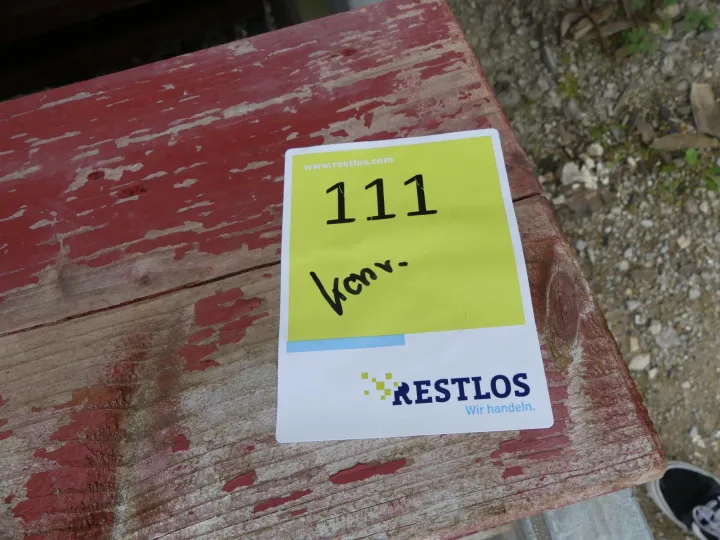 www.restlos.com
111
konv.
RESTLOS
Wir handeln.